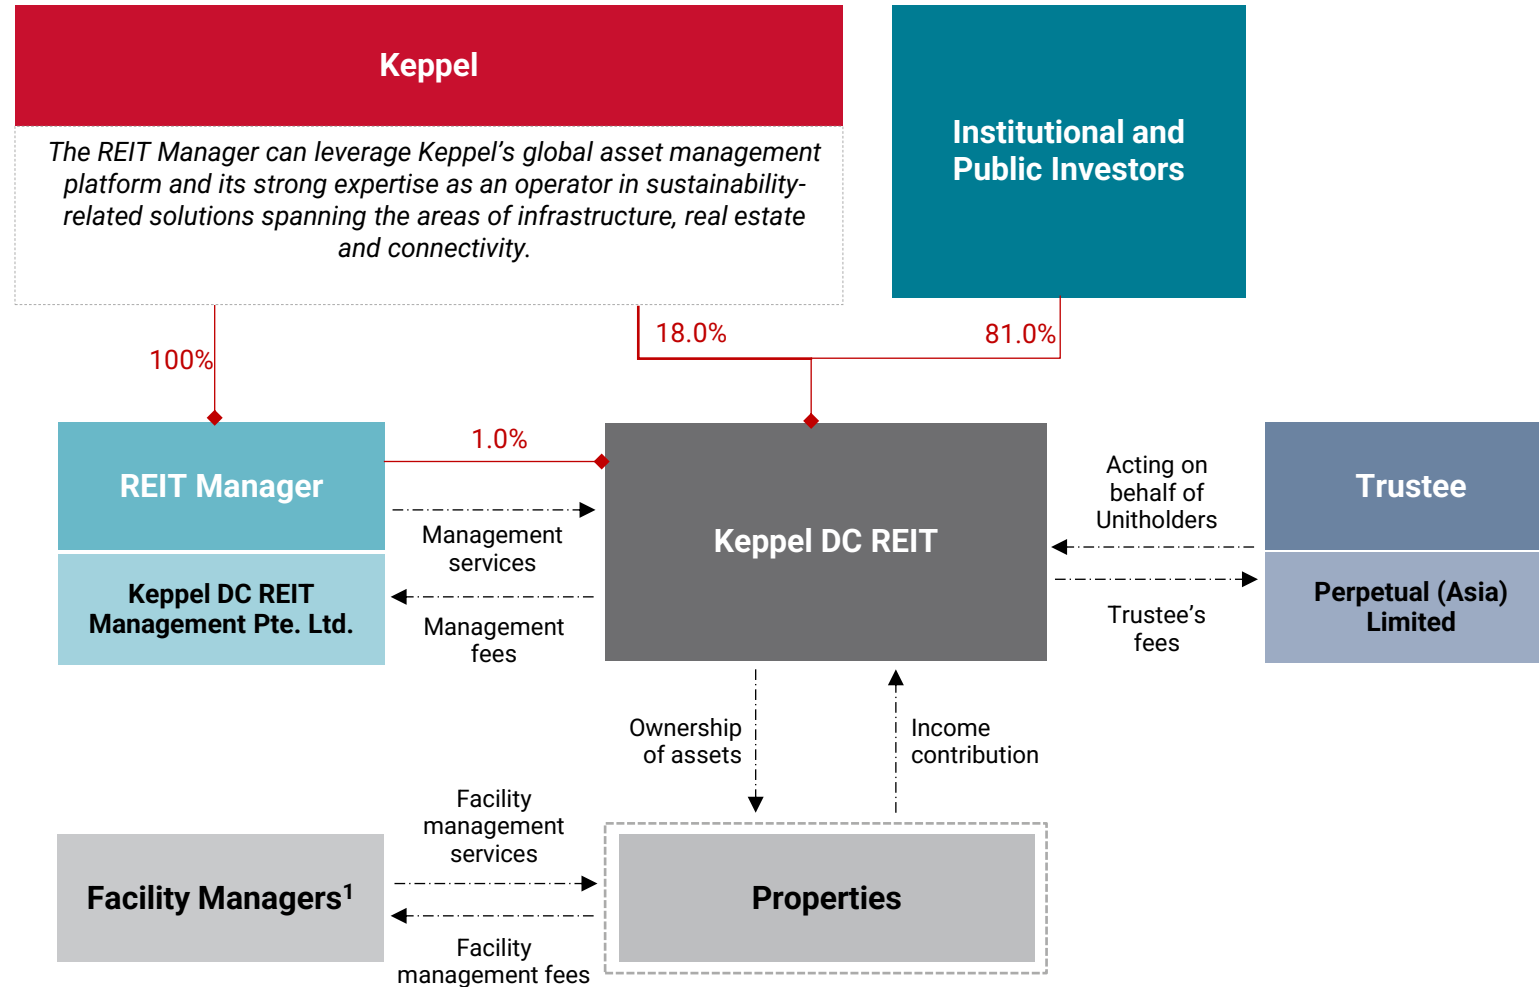 Keppel
The REIT Manager can leverage Keppel’s global asset management
platform and its strong expertise as an operator in sustainability-
related solutions spanning the areas of infrastructure, real estate
and connectivity.
Institutional and
Public Investors
100%
18.0%
81.0%
1.0%
REIT Manager
Keppel DC REIT
Management Pte. Ltd.
Management
services
Management
fees
Keppel DC REIT
Acting on
behalf of
Unitholders
Trustee’s
fees
Trustee
Perpetual (Asia)
Limited
Ownership
of assets
Income
contribution
Facility
management
services
Facility Managers¹
Facility
management fees
Properties